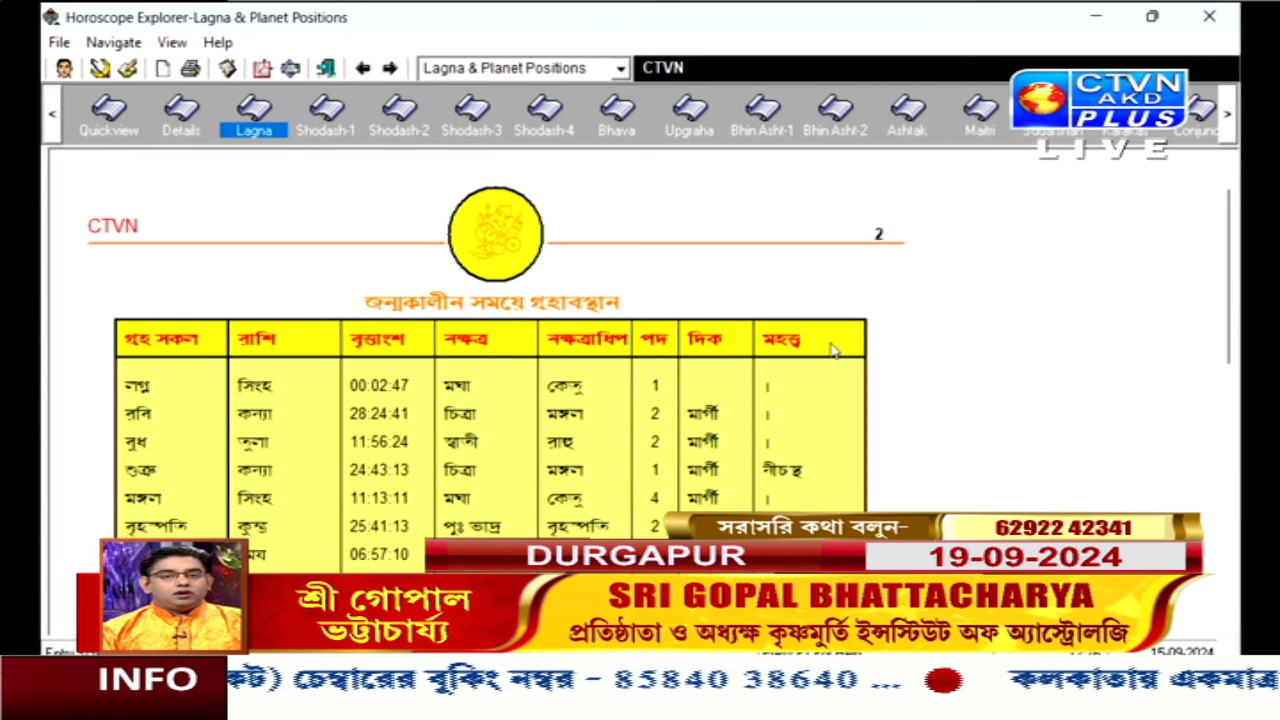 Horoscope Explorer-Lagna & Planet Positions
File Navigate View Help
Lagna & Planet Positions CTVN
Quickview Details Lagna Shodash-1 Shodash-2 Shodash-3 Shodash-4 Bhava Upgraha Bhin Asht-1 Bhin Asht-2 Ashtak Maitri
CTVN
AKD
PLUS
LIVE
CTVN 2
জন্মকালীন সময়ে গৃহাবস্থান
গৃহ সকল রাশি বৃত্তাংশ নক্ষত্র নক্ষত্রাধিপ পদ দিক মহত্ত্ব
লগ্ন সিংহ 00:02:47 মঘা কেতু 1 ।
রবি কন্যা 28:24:41 চিত্রা মঙ্গল 2 মার্গী ।
বুধ তুলা 11:56:24 স্বাতী রাহু 2 মার্গী ।
শুক্র কন্যা 24:43:13 চিত্রা মঙ্গল 1 মার্গী নীচস্থ
মঙ্গল সিংহ 11:13:11 মঘা কেতু 4 মার্গী ।
বৃহস্পতি কুম্ভ 25:41:13 পুঃ ভাদ্র বৃহস্পতি 2
06:57:10
সরাসরি কথা বলুন- 62922 42341
DURGAPUR 19-09-2024
শ্রী গোপাল
ভট্টাচার্য্য
SRI GOPAL BHATTACHARYA
প্রতিষ্ঠাতা ও অধ্যক্ষ কৃষ্ণমুর্তি ইন্সস্টিউট অফ অ্যাস্ট্রোলজি
15-09-2024
INFO কট) চেম্বারের বুকিং নম্বর - 85840 38640 ... কলকাতার একমাত্র